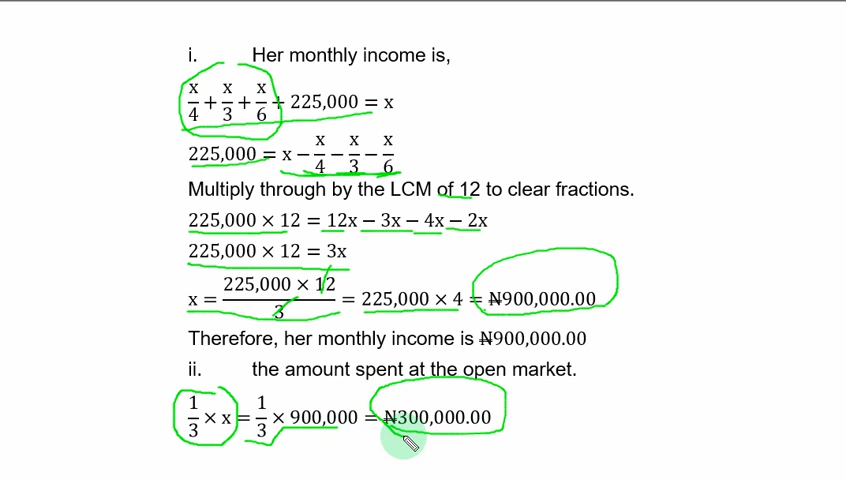 i. Her monthly income is,
x/4 + x/3 + x/6 + 225,000 = x
225,000 = x − x/4 − x/3 − x/6
Multiply through by the LCM of 12 to clear fractions.
225,000 × 12 = 12x − 3x − 4x − 2x
225,000 × 12 = 3x
x = (225,000 × 12)/3 = 225,000 × 4 = ₦900,000.00
Therefore, her monthly income is ₦900,000.00
ii. the amount spent at the open market.
1/3 × x = 1/3 × 900,000 = ₦300,000.00